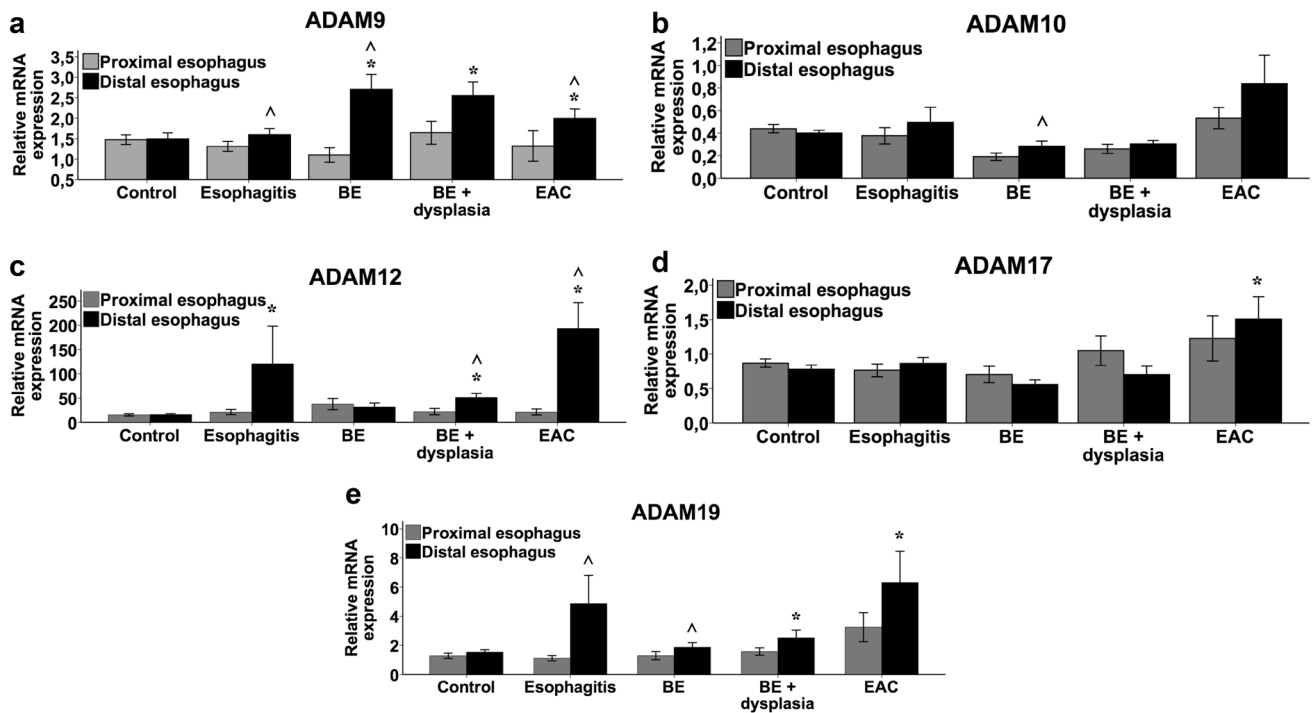 a
ADAM9
Relative mRNA
expression
3,5
3,0
2,5
2,0
1,5
1,0
0,5
Proximal esophagus
Distal esophagus
^
^
*
*
^
*
Control Esophagitis BE BE + EAC
dysplasia
b
ADAM10
Relative mRNA
expression
1,2
1,0
0,8
0,6
0,4
0,2
0,0
Proximal esophagus
Distal esophagus
^
Control Esophagitis BE BE + EAC
dysplasia
c
ADAM12
Relative mRNA
expression
250
200
150
100
50
0
Proximal esophagus
Distal esophagus
*
^
*
^
*
Control Esophagitis BE BE + EAC
dysplasia
d
ADAM17
Relative mRNA
expression
2,0
1,5
1,0
0,5
0,0
Proximal esophagus
Distal esophagus
*
Control Esophagitis BE BE + EAC
dysplasia
e
ADAM19
Relative mRNA
expression
10
8
6
4
2
0
Proximal esophagus
Distal esophagus
^
^
*
*
Control Esophagitis BE BE + EAC
dysplasia